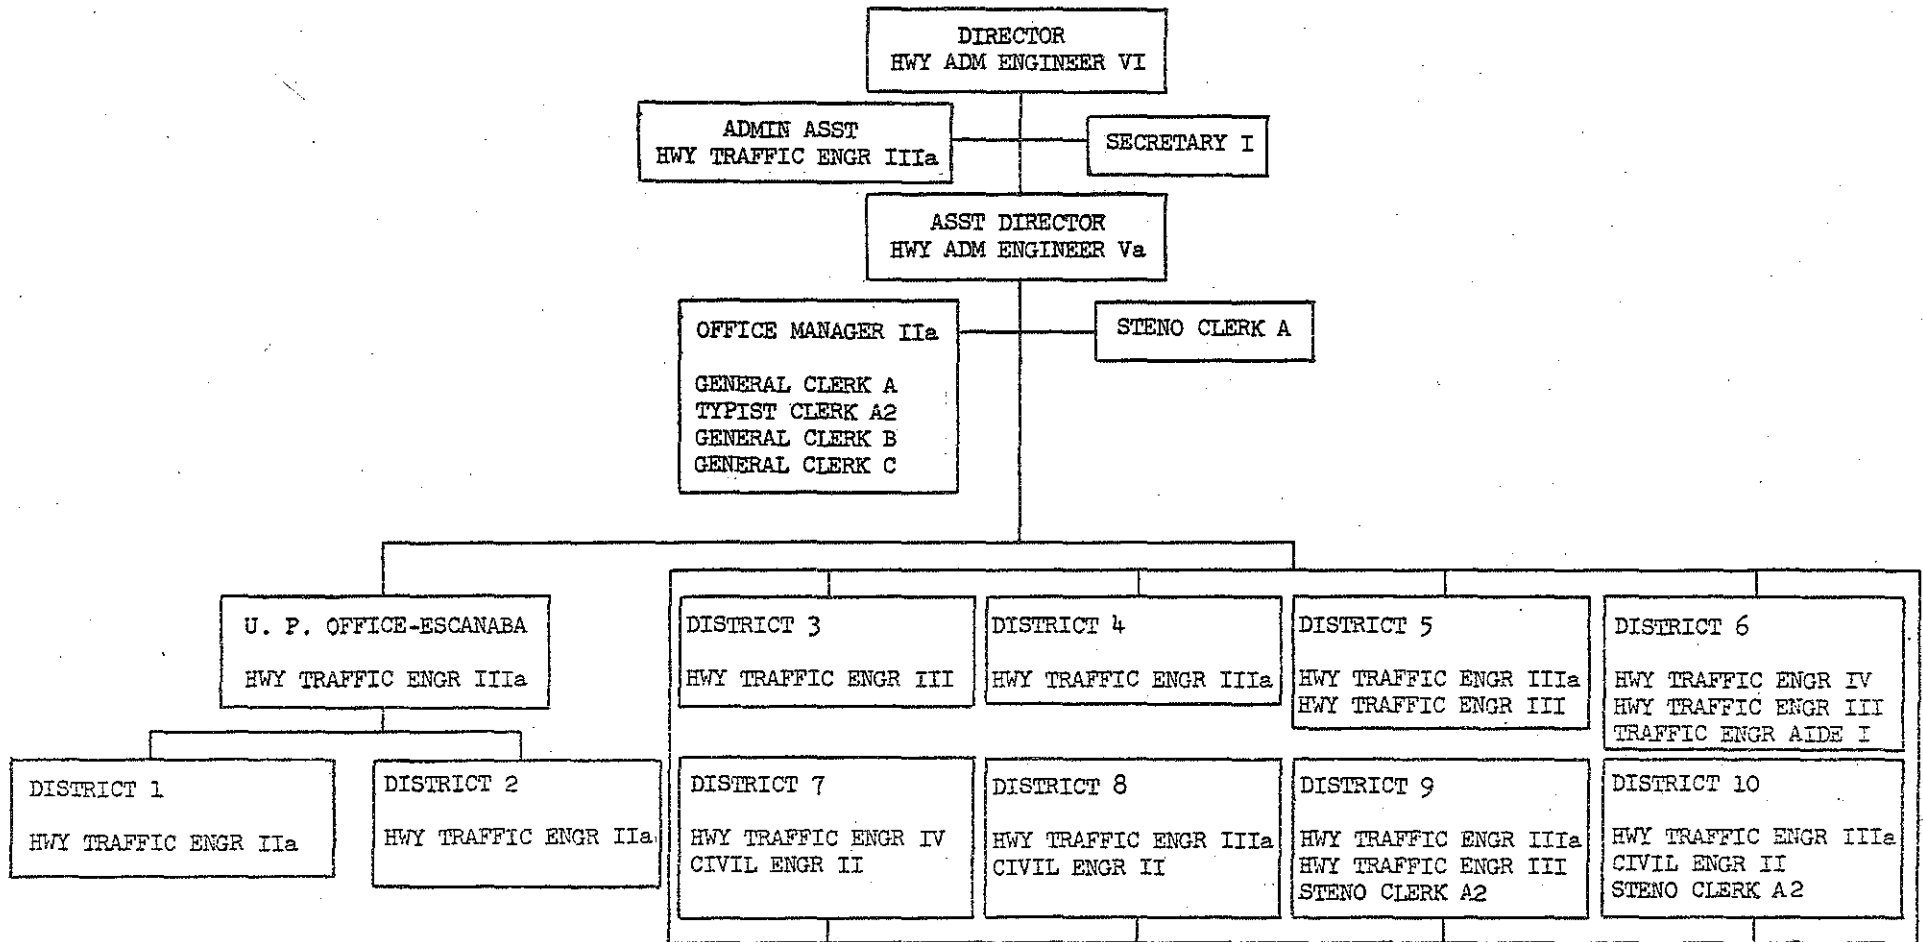 DIRECTOR
HWY ADM ENGINEER VI
ADMIN ASST
HWY TRAFFIC ENGR IIIa
SECRETARY I
ASST DIRECTOR
HWY ADM ENGINEER Va
OFFICE MANAGER IIa
GENERAL CLERK A
TYPIST CLERK A2
GENERAL CLERK B
GENERAL CLERK C
STENO CLERK A
U. P. OFFICE-ESCANABA
HWY TRAFFIC ENGR IIIa
DISTRICT 1
HWY TRAFFIC ENGR IIa
DISTRICT 2
HWY TRAFFIC ENGR IIa
DISTRICT 3
HWY TRAFFIC ENGR III
DISTRICT 4
HWY TRAFFIC ENGR IIIa
DISTRICT 5
HWY TRAFFIC ENGR IIIa
HWY TRAFFIC ENGR III
DISTRICT 6
HWY TRAFFIC ENGR IV
HWY TRAFFIC ENGR III
TRAFFIC ENGR AIDE I
DISTRICT 7
HWY TRAFFIC ENGR IV
CIVIL ENGR II
DISTRICT 8
HWY TRAFFIC ENGR IIIa
CIVIL ENGR II
DISTRICT 9
HWY TRAFFIC ENGR IIIa
HWY TRAFFIC ENGR III
STENO CLERK A2
DISTRICT 10
HWY TRAFFIC ENGR IIIa
CIVIL ENGR II
STENO CLERK A2